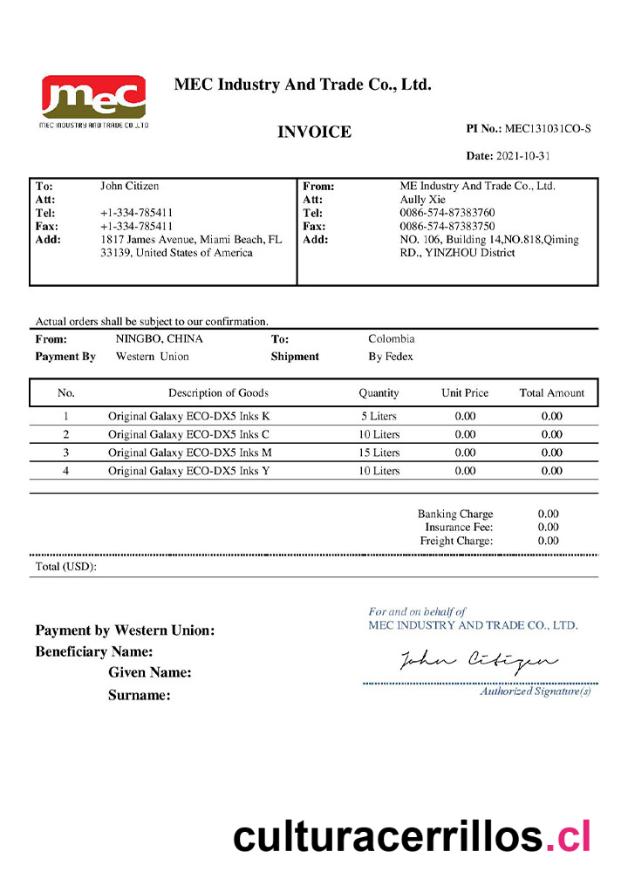 MEC Industry And Trade Co., Ltd.
mec
MEC INDUSTRY AND TRADE CO.,LTD
INVOICE
PI No.: MEC131031CO-S
Date: 2021-10-31
To: John Citizen
Att:
Tel: +1-334-785411
Fax: +1-334-785411
Add: 1817 James Avenue, Miami Beach, FL
33139, United States of America
From: ME Industry And Trade Co., Ltd.
Att: Aully Xie
Tel: 0086-574-87383760
Fax: 0086-574-87383750
Add: NO. 106, Building 14,NO.818,Qiming
RD., YINZHOU District
Actual orders shall be subject to our confirmation.
From: NINGBO, CHINA To: Colombia
Payment By Western Union Shipment By Fedex
No. Description of Goods Quantity Unit Price Total Amount
1 Original Galaxy ECO-DX5 Inks K 5 Liters 0.00 0.00
2 Original Galaxy ECO-DX5 Inks C 10 Liters 0.00 0.00
3 Original Galaxy ECO-DX5 Inks M 15 Liters 0.00 0.00
4 Original Galaxy ECO-DX5 Inks Y 10 Liters 0.00 0.00
Banking Charge 0.00
Insurance Fee: 0.00
Freight Charge: 0.00
Total (USD):
For and on behalf of
MEC INDUSTRY AND TRADE CO., LTD.
John Citizen
Authorized Signature(s)
Payment by Western Union:
Beneficiary Name:
Given Name:
Surname:
culturacerrillos.cl